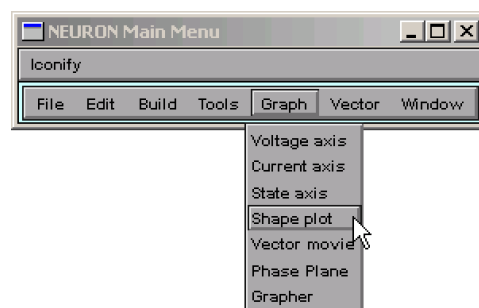 NEURON Main Menu
Iconify
File Edit Build Tools Graph Vector Window
Voltage axis
Current axis
State axis
Shape plot
Vector movie
Phase Plane
Grapher